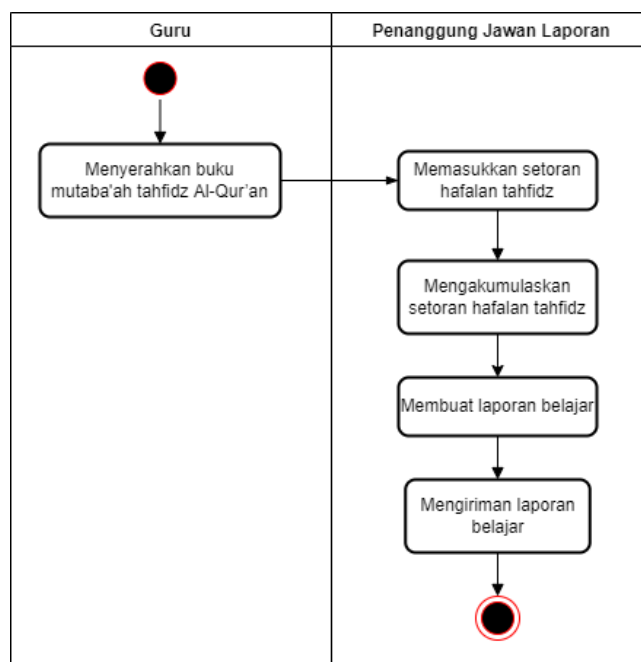 Guru
Penanggung Jawan Laporan
Menyerahkan buku
mutaba'ah tahfidz Al-Qur'an
Memasukkan setoran
hafalan tahfidz
Mengakumulaskan
setoran hafalan tahfidz
Membuat laporan belajar
Mengiriman laporan
belajar